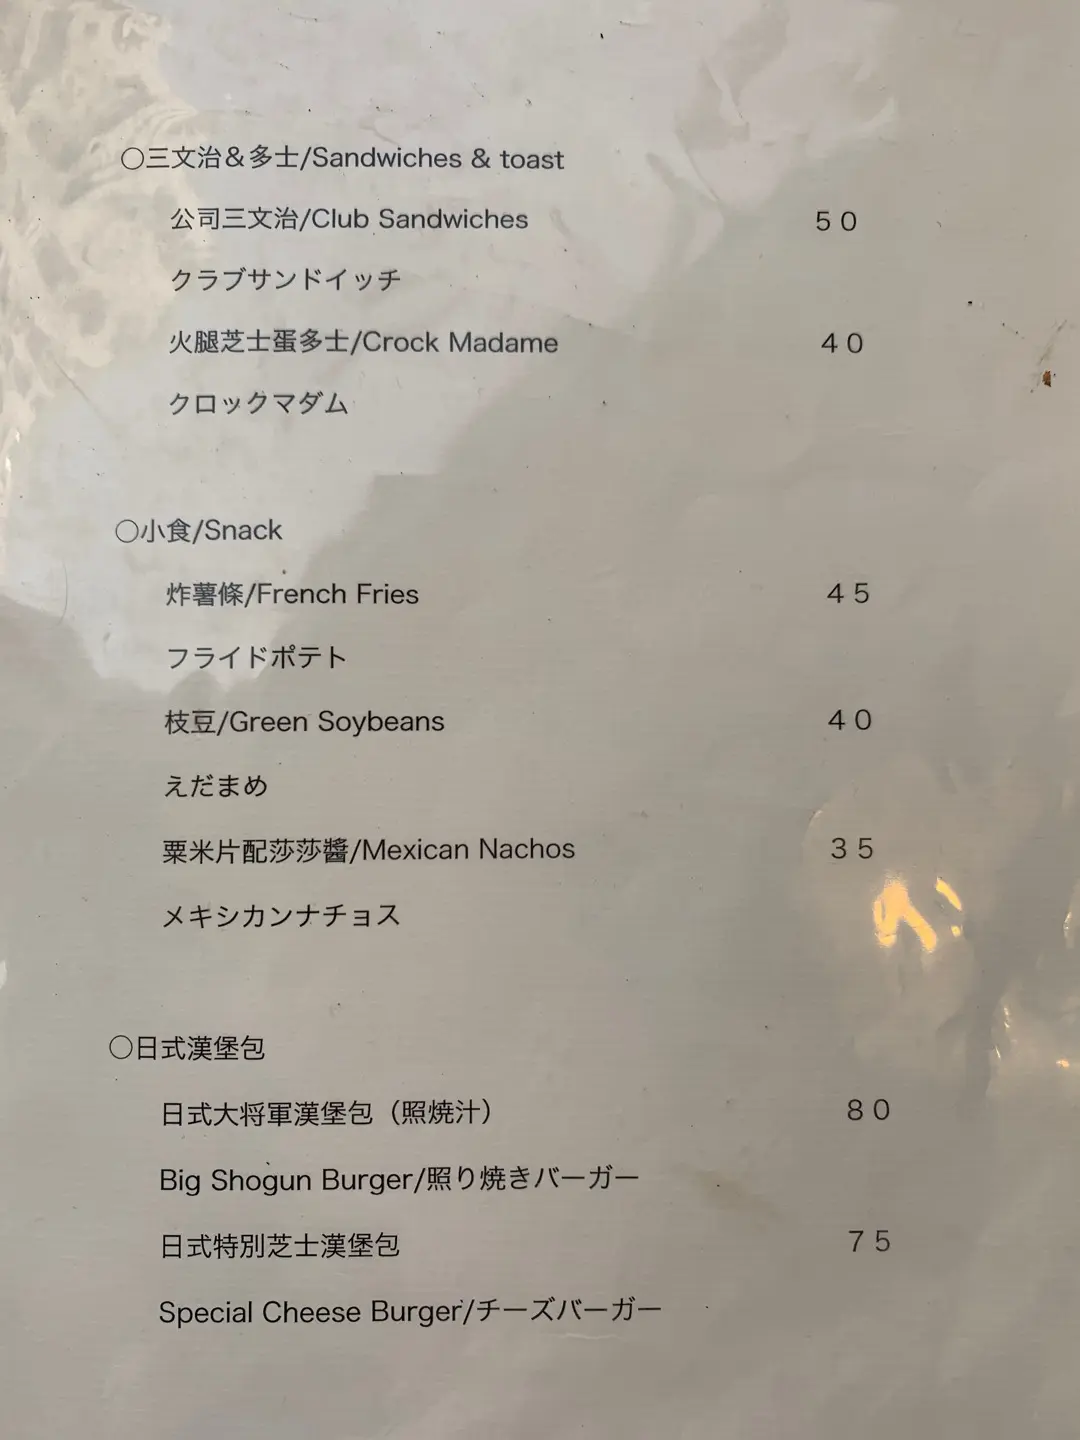 ○三文治＆多士/Sandwiches & toast
公司三文治/Club Sandwiches ５０
クラブサンドイッチ
火腿芝士蛋多士/Crock Madame ４０
クロックマダム
○小食/Snack
炸薯條/French Fries ４５
フライドポテト
枝豆/Green Soybeans ４０
えだまめ
粟米片配莎莎醬/Mexican Nachos ３５
メキシカンナチョス
○日式漢堡包
日式大将軍漢堡包（照焼汁） ８０
Big Shogun Burger/照り焼きバーガー
日式特別芝士漢堡包 ７５
Special Cheese Burger/チーズバーガー